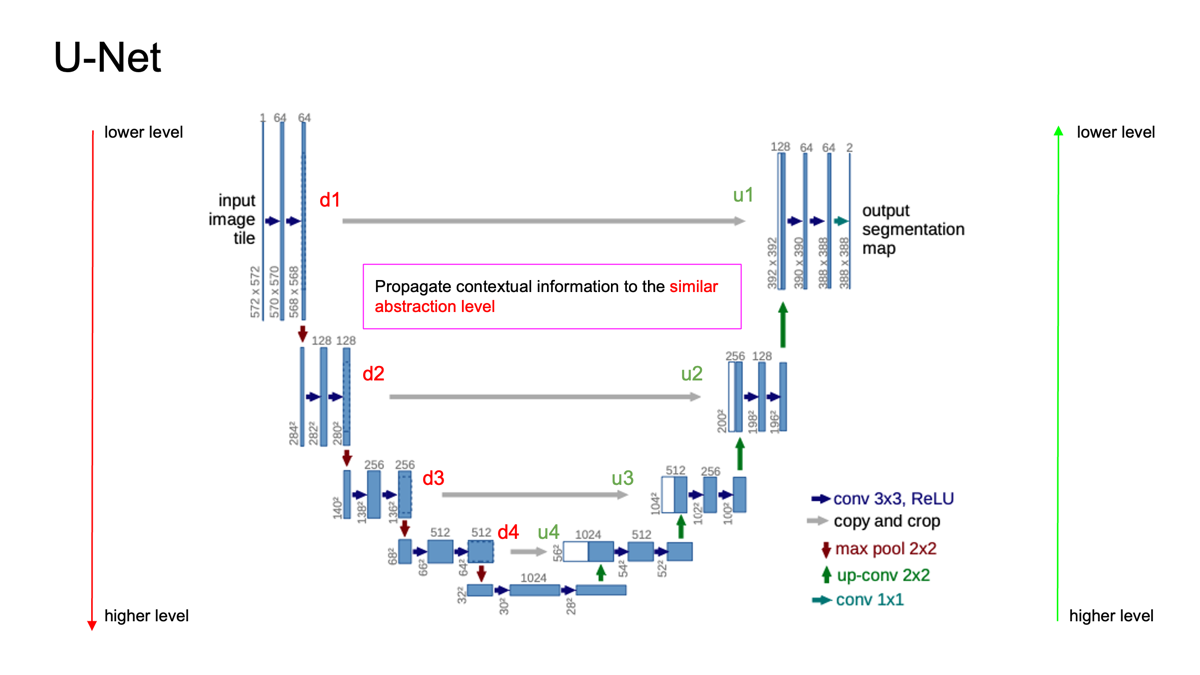 U-Net
lower level
lower level
1 64 64
128 64 64 2
input
image
tile
d1
u1
output
segmentation
map
572 x 572
570 x 570
568 x 568
392 x 392
390 x 390
388 x 388
388 x 388
Propagate contextual information to the similar
abstraction level
128 128
256 128
d2
u2
284²
282²
280²
200²
198²
196²
256 256
512 256
d3
u3
140²
138²
136²
104²
102²
100²
512 512
d4
u4
1024 512
68²
66²
64²
56²
54²
52²
1024
32²
30²
28²
conv 3x3, ReLU
copy and crop
max pool 2x2
up-conv 2x2
conv 1x1
higher level
higher level